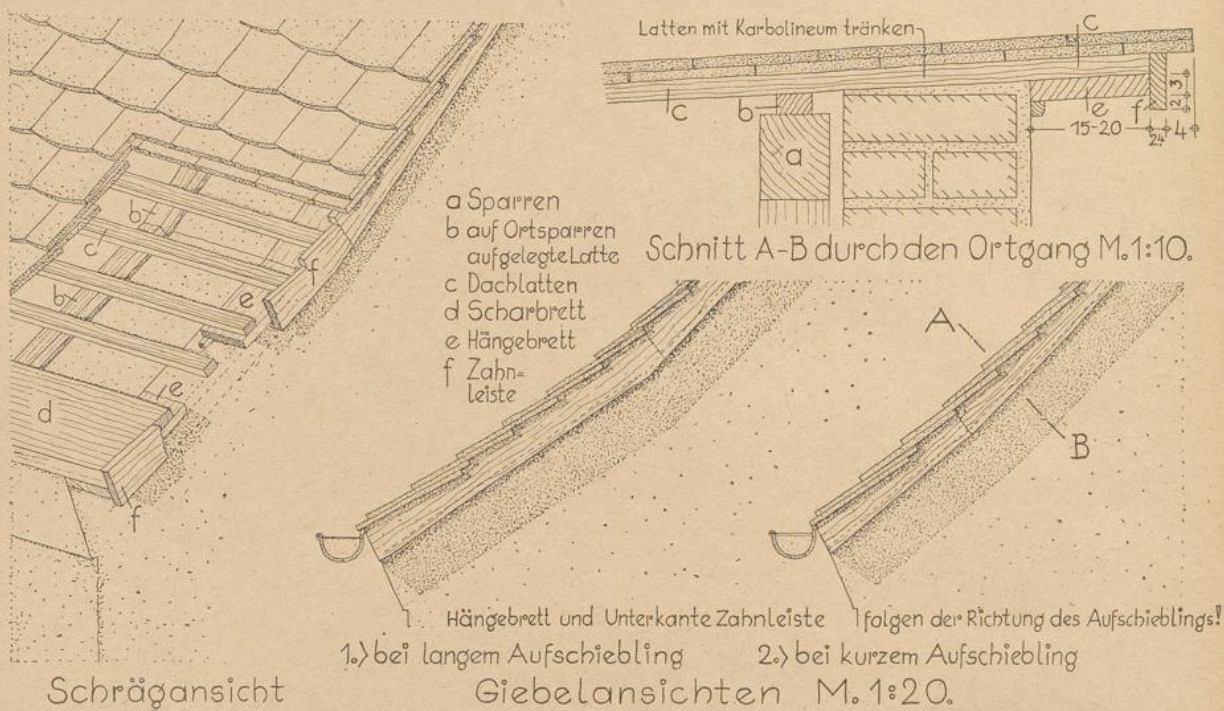 Latten mit Karbolineum tränken
c
c
b
a
e
f
15-20
2⁴
4
2
3
Schnitt A-B durch den Ortgang M. 1:10.
b
c
b
e
f
e
d
f
a Sparren
b auf Ortsparren
aufgelegte Latte
c Dachlatten
d Scharbrett
e Hängebrett
f Zahn=
leiste
A
B
Hängebrett und Unterkante Zahnleiste folgen der Richtung des Aufschieblings!
1.) bei langem Aufschiebling
2.) bei kurzem Aufschiebling
Schrägansicht
Giebelansichten M. 1:20.